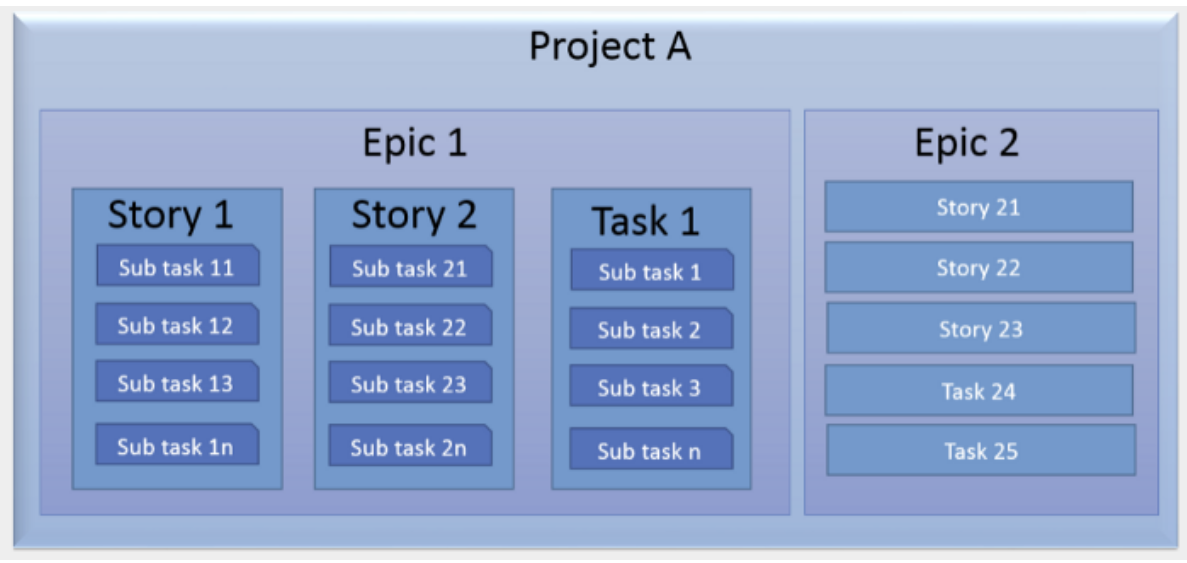 Project A
Epic 1
Story 1
Sub task 11
Sub task 12
Sub task 13
Sub task 1n
Story 2
Sub task 21
Sub task 22
Sub task 23
Sub task 2n
Task 1
Sub task 1
Sub task 2
Sub task 3
Sub task n
Epic 2
Story 21
Story 22
Story 23
Task 24
Task 25